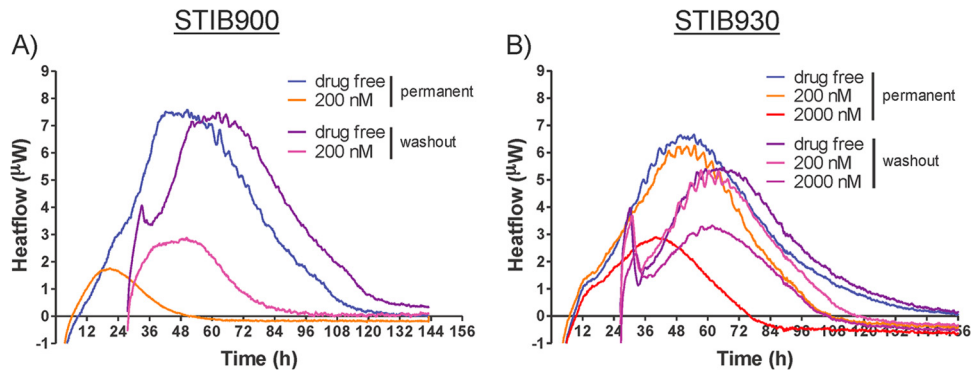 STIB900
STIB930
A)
B)
drug free
200 nM
permanent
drug free
200 nM
washout
drug free
200 nM
2000 nM
permanent
drug free
200 nM
2000 nM
washout
Heatflow (µW)
9
8
7
6
5
4
3
2
1
0
-1
12 24 36 48 60 72 84 96 108 120 132 144 156
Time (h)
Heatflow (µW)
9
8
7
6
5
4
3
2
1
0
-1
12 24 36 48 60 72 84 96 108 120 132 144 156
Time (h)